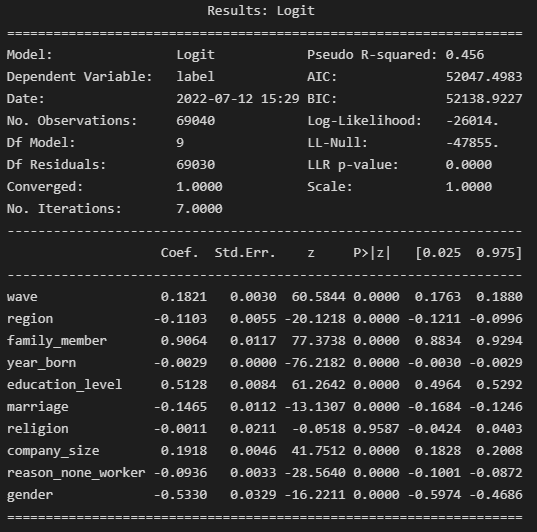 Results: Logit
=================================================================
Model: Logit Pseudo R-squared: 0.456
Dependent Variable: label AIC: 52047.4983
Date: 2022-07-12 15:29 BIC: 52138.9227
No. Observations: 69040 Log-Likelihood: -26014.
Df Model: 9 LL-Null: -47855.
Df Residuals: 69030 LLR p-value: 0.0000
Converged: 1.0000 Scale: 1.0000
No. Iterations: 7.0000
-----------------------------------------------------------------
Coef. Std.Err. z P>|z| [0.025 0.975]
-----------------------------------------------------------------
wave 0.1821 0.0030 60.5844 0.0000 0.1763 0.1880
region -0.1103 0.0055 -20.1218 0.0000 -0.1211 -0.0996
family_member 0.9064 0.0117 77.3738 0.0000 0.8834 0.9294
year_born -0.0029 0.0000 -76.2182 0.0000 -0.0030 -0.0029
education_level 0.5128 0.0084 61.2642 0.0000 0.4964 0.5292
marriage -0.1465 0.0112 -13.1307 0.0000 -0.1684 -0.1246
religion -0.0011 0.0211 -0.0518 0.9587 -0.0424 0.0403
company_size 0.1918 0.0046 41.7512 0.0000 0.1828 0.2008
reason_none_worker -0.0936 0.0033 -28.5640 0.0000 -0.1001 -0.0872
gender -0.5330 0.0329 -16.2211 0.0000 -0.5974 -0.4686
=================================================================